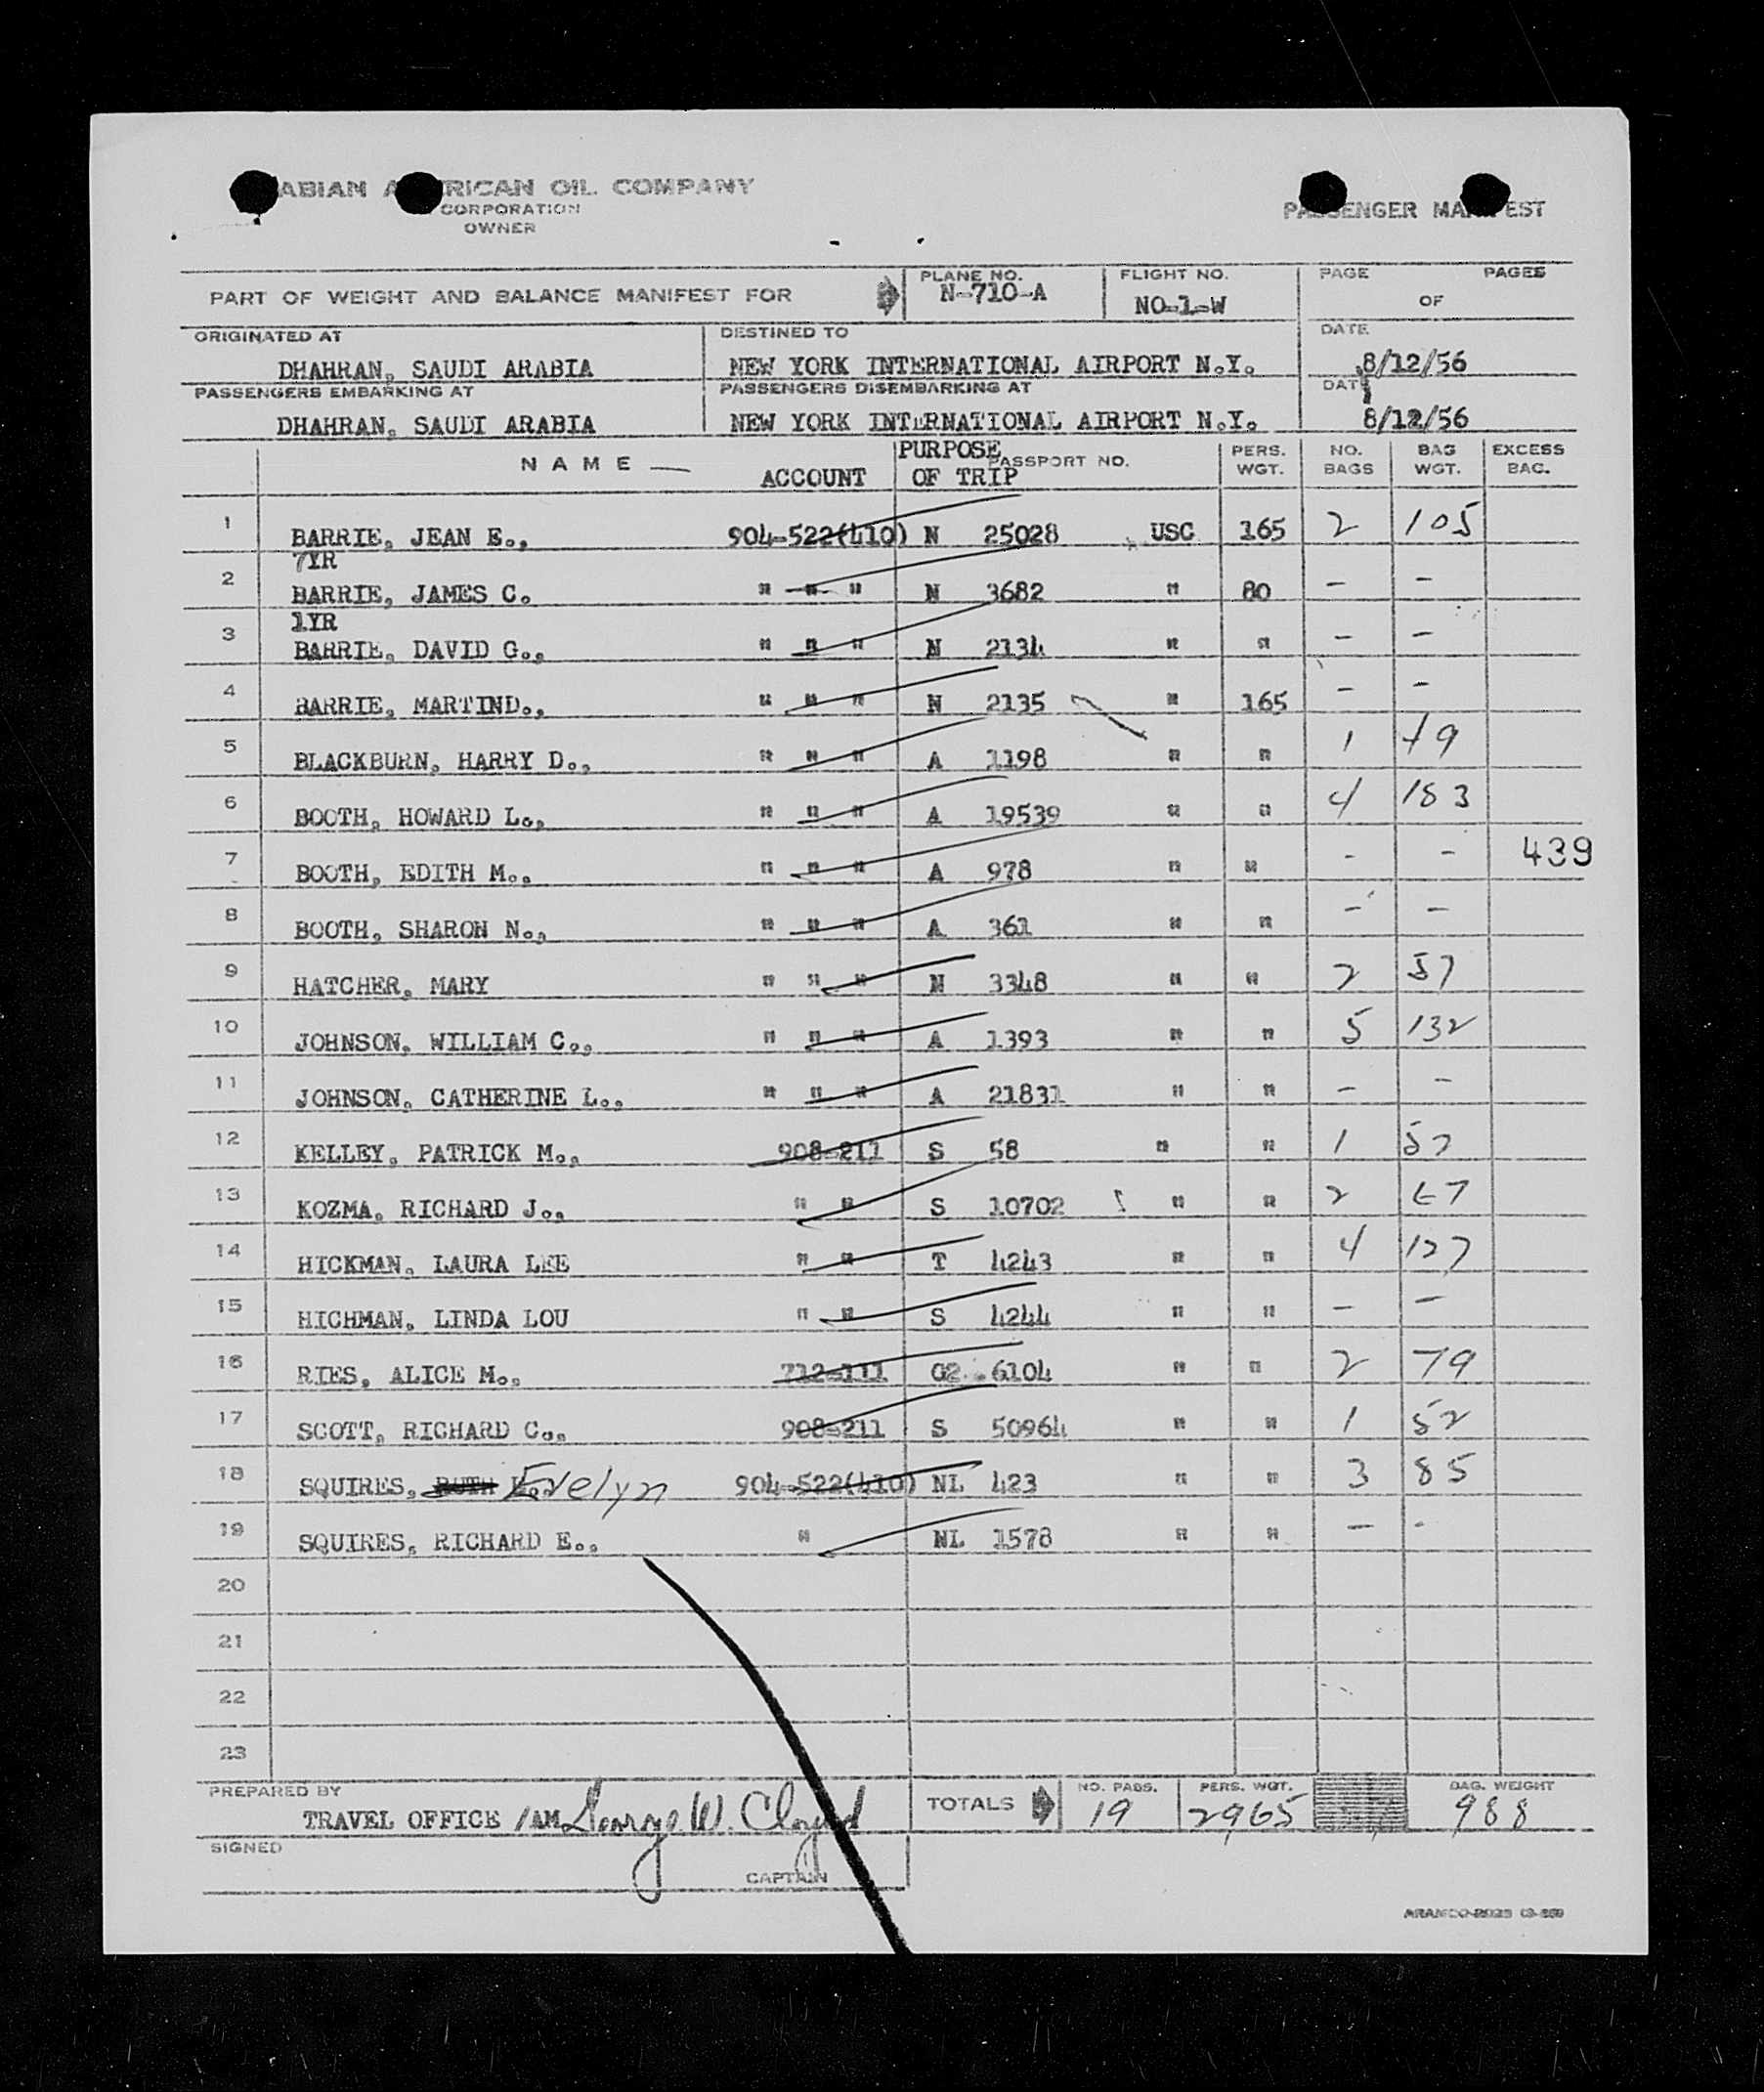 ABIAN A RICAN OIL COMPANY
CORPORATION
OWNER
PASSENGER MANIFEST
PART OF WEIGHT AND BALANCE MANIFEST FOR PLANE NO. N-710-A FLIGHT NO. NO-1-W PAGE OF PAGES
ORIGINATED AT DESTINED TO DATE
DHAHRAN, SAUDI ARABIA NEW YORK INTERNATIONAL AIRPORT N.Y. 8/12/56
PASSENGERS EMBARKING AT PASSENGERS DISEMBARKING AT DATE
DHAHRAN, SAUDI ARABIA NEW YORK INTERNATIONAL AIRPORT N.Y. 8/12/56
NAME ACCOUNT PURPOSE OF TRIP PASSPORT NO. PERS. WGT. NO. BAGS BAG WGT. EXCESS BAG.
1 BARRIE, JEAN E., 904-522(410) N 25028 USC 165 2 105
7YR
2 BARRIE, JAMES C. " " " N 3682 " 80 - -
1YR
3 BARRIE, DAVID G., " " " N 2134 " " - -
4 BARRIE, MARTIND., " " " N 2135 " 165 - -
5 BLACKBURN, HARRY D., " " " A 1198 " " 1 49
6 BOOTH, HOWARD L., " " " A 19539 " " 4 183
7 BOOTH, EDITH M., " " " A 978 " " - - 439
8 BOOTH, SHARON N., " " " A 361 " " - -
9 HATCHER, MARY " " " N 3348 " " 2 57
10 JOHNSON, WILLIAM C., " " " A 1393 " " 5 132
11 JOHNSON, CATHERINE L., " " " A 21831 " " - -
12 KELLEY, PATRICK M., 908-211 S 58 " " 1 57
13 KOZMA, RICHARD J., " " S 10702 " " 2 67
14 HICKMAN, LAURA LEE " " T 4243 " " 4 127
15 HICHMAN, LINDA LOU " " S 4244 " " - -
16 RIES, ALICE M., 712-111 G2 6104 " " 2 79
17 SCOTT, RICHARD C., 908-211 S 50964 " " 1 52
18 SQUIRES, RUTH Evelyn 904-522(410) NL 423 " " 3 85
19 SQUIRES, RICHARD E., " NL 1578 " " - -
20
21
22
23
PREPARED BY TOTALS NO. PASS. PERS. WGT. BAG. WEIGHT
TRAVEL OFFICE /AM George W. Cloyd 19 2965 988
SIGNED
CAPTAIN